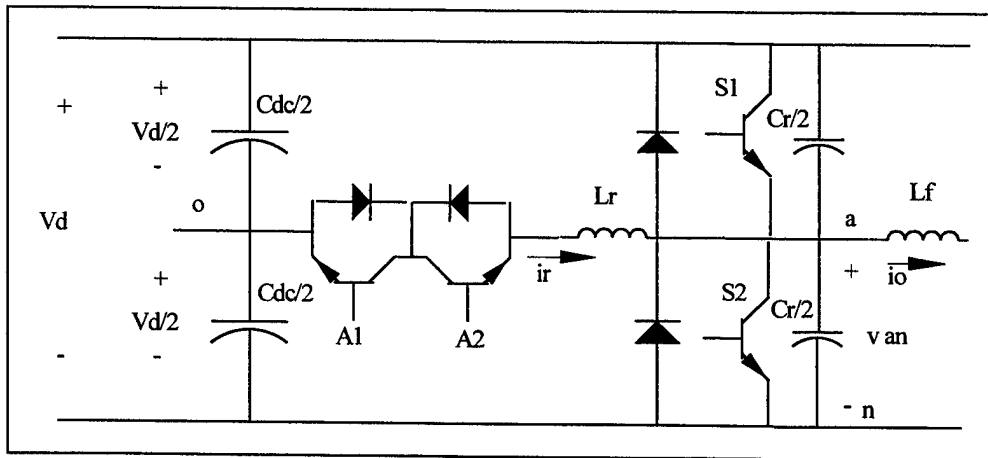 S1
+
+
Cdc/2
Cr/2
Vd/2
-
Lr
Lf
Vd
o
a
ir
io
+
+
S2
Cdc/2
Cr/2
Vd/2
A1
A2
van
-
-
- n